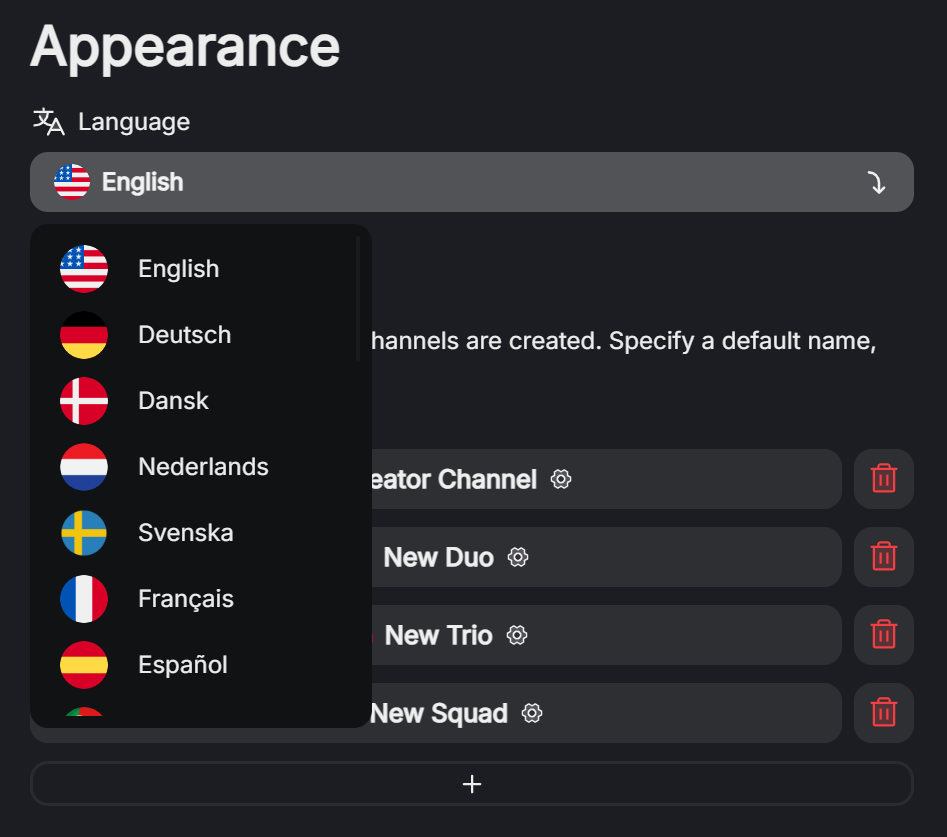 Appearance
Language
English
English
Deutsch
hannels are created. Specify a default name,
Dansk
Nederlands
eator Channel
Svenska
New Duo
Français
New Trio
Español
New Squad